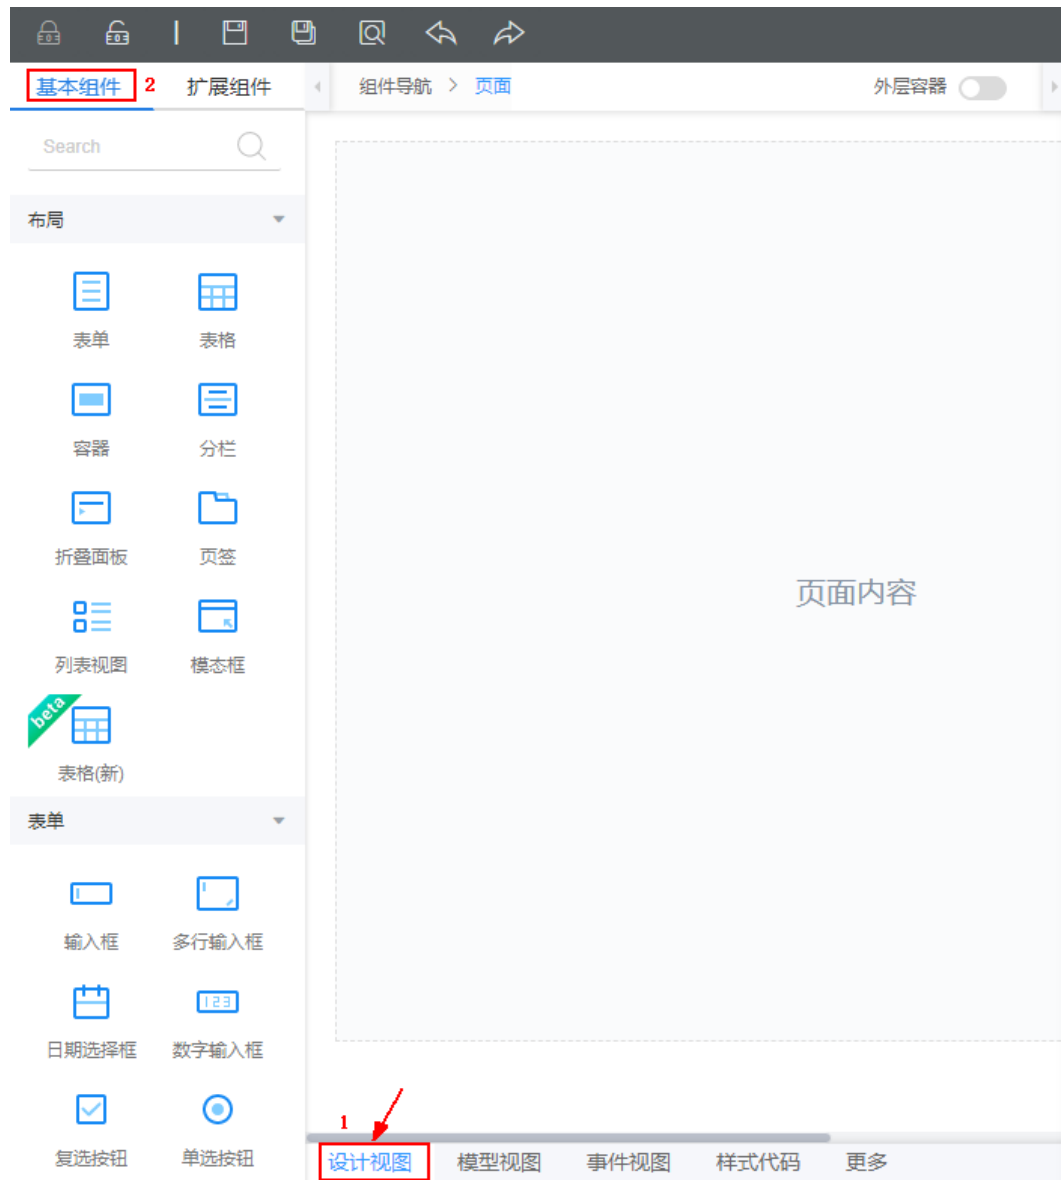 基本组件 2 扩展组件 组件导航 > 页面 外层容器
Search
布局
表单 表格
容器 分栏
折叠面板 页签
页面内容
列表视图 模态框
beta
表格(新)
表单
输入框 多行输入框
123
日期选择框 数字输入框
1
复选按钮 单选按钮
设计视图 模型视图 事件视图 样式代码 更多